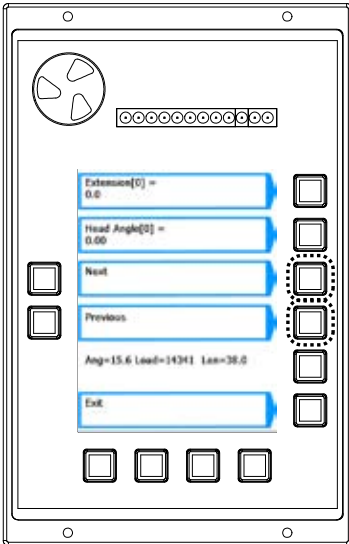 Extension[0] =
0.0
Head Angle[0] =
0.00
Next
Previous
Ang=15.6 Load=14341 Len=38.0
Exit